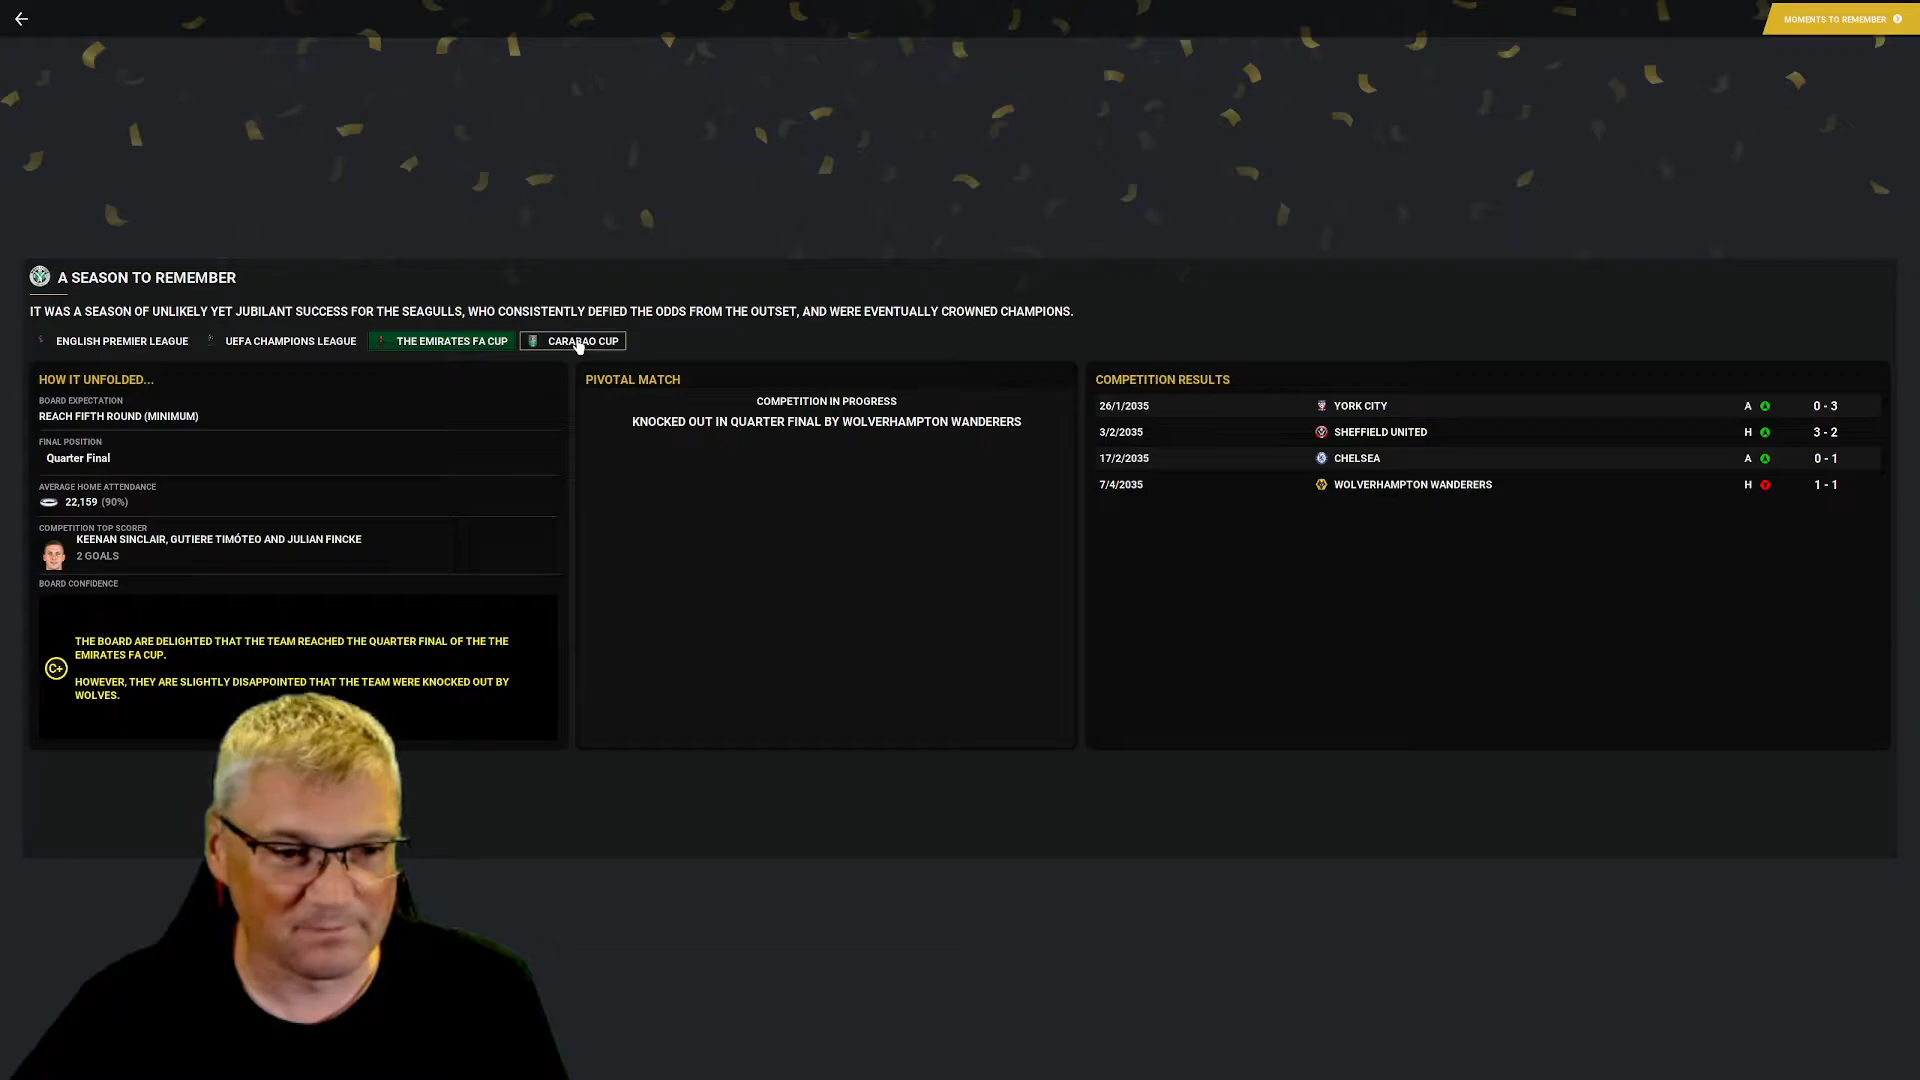 MOMENTS TO REMEMBER
A SEASON TO REMEMBER
IT WAS A SEASON OF UNLIKELY YET JUBILANT SUCCESS FOR THE SEAGULLS, WHO CONSISTENTLY DEFIED THE ODDS FROM THE OUTSET, AND WERE EVENTUALLY CROWNED CHAMPIONS.
ENGLISH PREMIER LEAGUE UEFA CHAMPIONS LEAGUE THE EMIRATES FA CUP CARABAO CUP
HOW IT UNFOLDED...
BOARD EXPECTATION
REACH FIFTH ROUND (MINIMUM)
FINAL POSITION
Quarter Final
AVERAGE HOME ATTENDANCE
22,159 (90%)
COMPETITION TOP SCORER
KEENAN SINCLAIR, GUTIERE TIMÓTEO AND JULIAN FINCKE
2 GOALS
BOARD CONFIDENCE
C+
THE BOARD ARE DELIGHTED THAT THE TEAM REACHED THE QUARTER FINAL OF THE THE
EMIRATES FA CUP.
HOWEVER, THEY ARE SLIGHTLY DISAPPOINTED THAT THE TEAM WERE KNOCKED OUT BY
WOLVES.
PIVOTAL MATCH
COMPETITION IN PROGRESS
KNOCKED OUT IN QUARTER FINAL BY WOLVERHAMPTON WANDERERS
COMPETITION RESULTS
26/1/2035 YORK CITY A 0 - 3
3/2/2035 SHEFFIELD UNITED H 3 - 2
17/2/2035 CHELSEA A 0 - 1
7/4/2035 WOLVERHAMPTON WANDERERS H 1 - 1